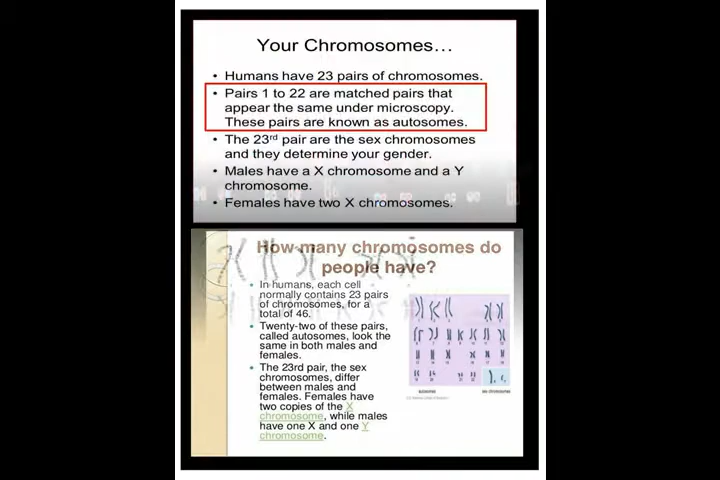 Your Chromosomes...
• Humans have 23 pairs of chromosomes.
• Pairs 1 to 22 are matched pairs that
appear the same under microscopy.
These pairs are known as autosomes.
• The 23rd pair are the sex chromosomes
and they determine your gender.
• Males have a X chromosome and a Y
chromosome.
• Females have two X chromosomes.
How many chromosomes do
people have?
• In humans, each cell
normally contains 23 pairs
of chromosomes, for a
total of 46.
• Twenty-two of these pairs,
called autosomes, look the
same in both males and
females.
• The 23rd pair, the sex
chromosomes, differ
between males and
females. Females have
two copies of the X
chromosome, while males
have one X and one Y
chromosome.
autosomes
sex chromosomes